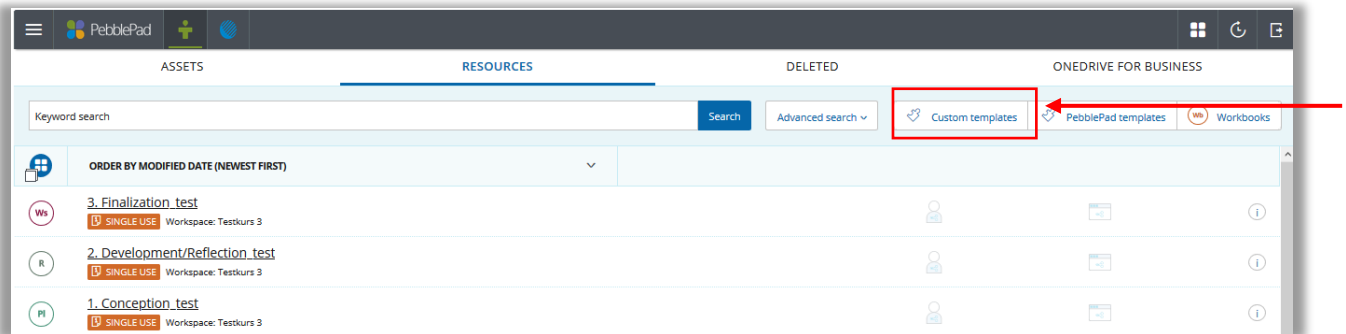 PebblePad
ASSETS RESOURCES DELETED ONEDRIVE FOR BUSINESS
Keyword search Search Advanced search Custom templates PebblePad templates Wb Workbooks
ORDER BY MODIFIED DATE (NEWEST FIRST)
Ws 3. Finalization_test
SINGLE USE Workspace: Testkurs 3
R 2. Development/Reflection_test
SINGLE USE Workspace: Testkurs 3
Pl 1. Conception_test
SINGLE USE Workspace: Testkurs 3